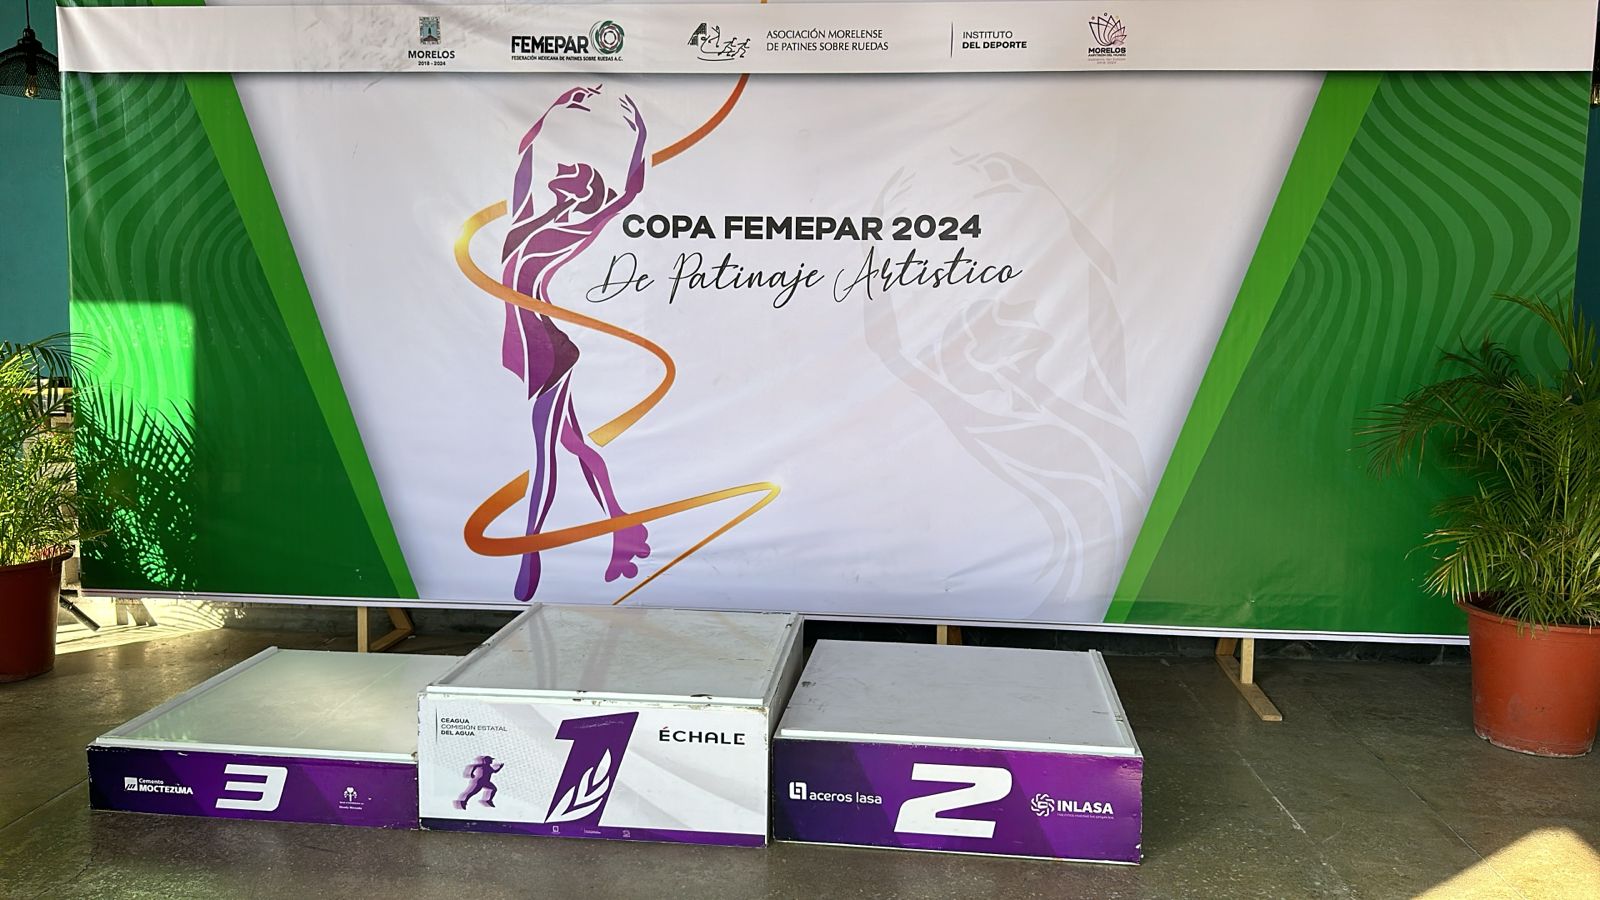 MORELOS
2018 - 2024
FEMEPAR
FEDERACIÓN MEXICANA DE PATINES SOBRE RUEDAS A.C.
ASOCIACIÓN MORELENSE
DE PATINES SOBRE RUEDAS
INSTITUTO
DEL DEPORTE
MORELOS
2018-2024
COPA FEMEPAR 2024
De Patinaje Artístico
Cemento
MOCTEZUMA
3
CEAGUA
COMISIÓN ESTATAL
DEL AGUA
1
ÉCHALE
aceros lasa
2
INLASA